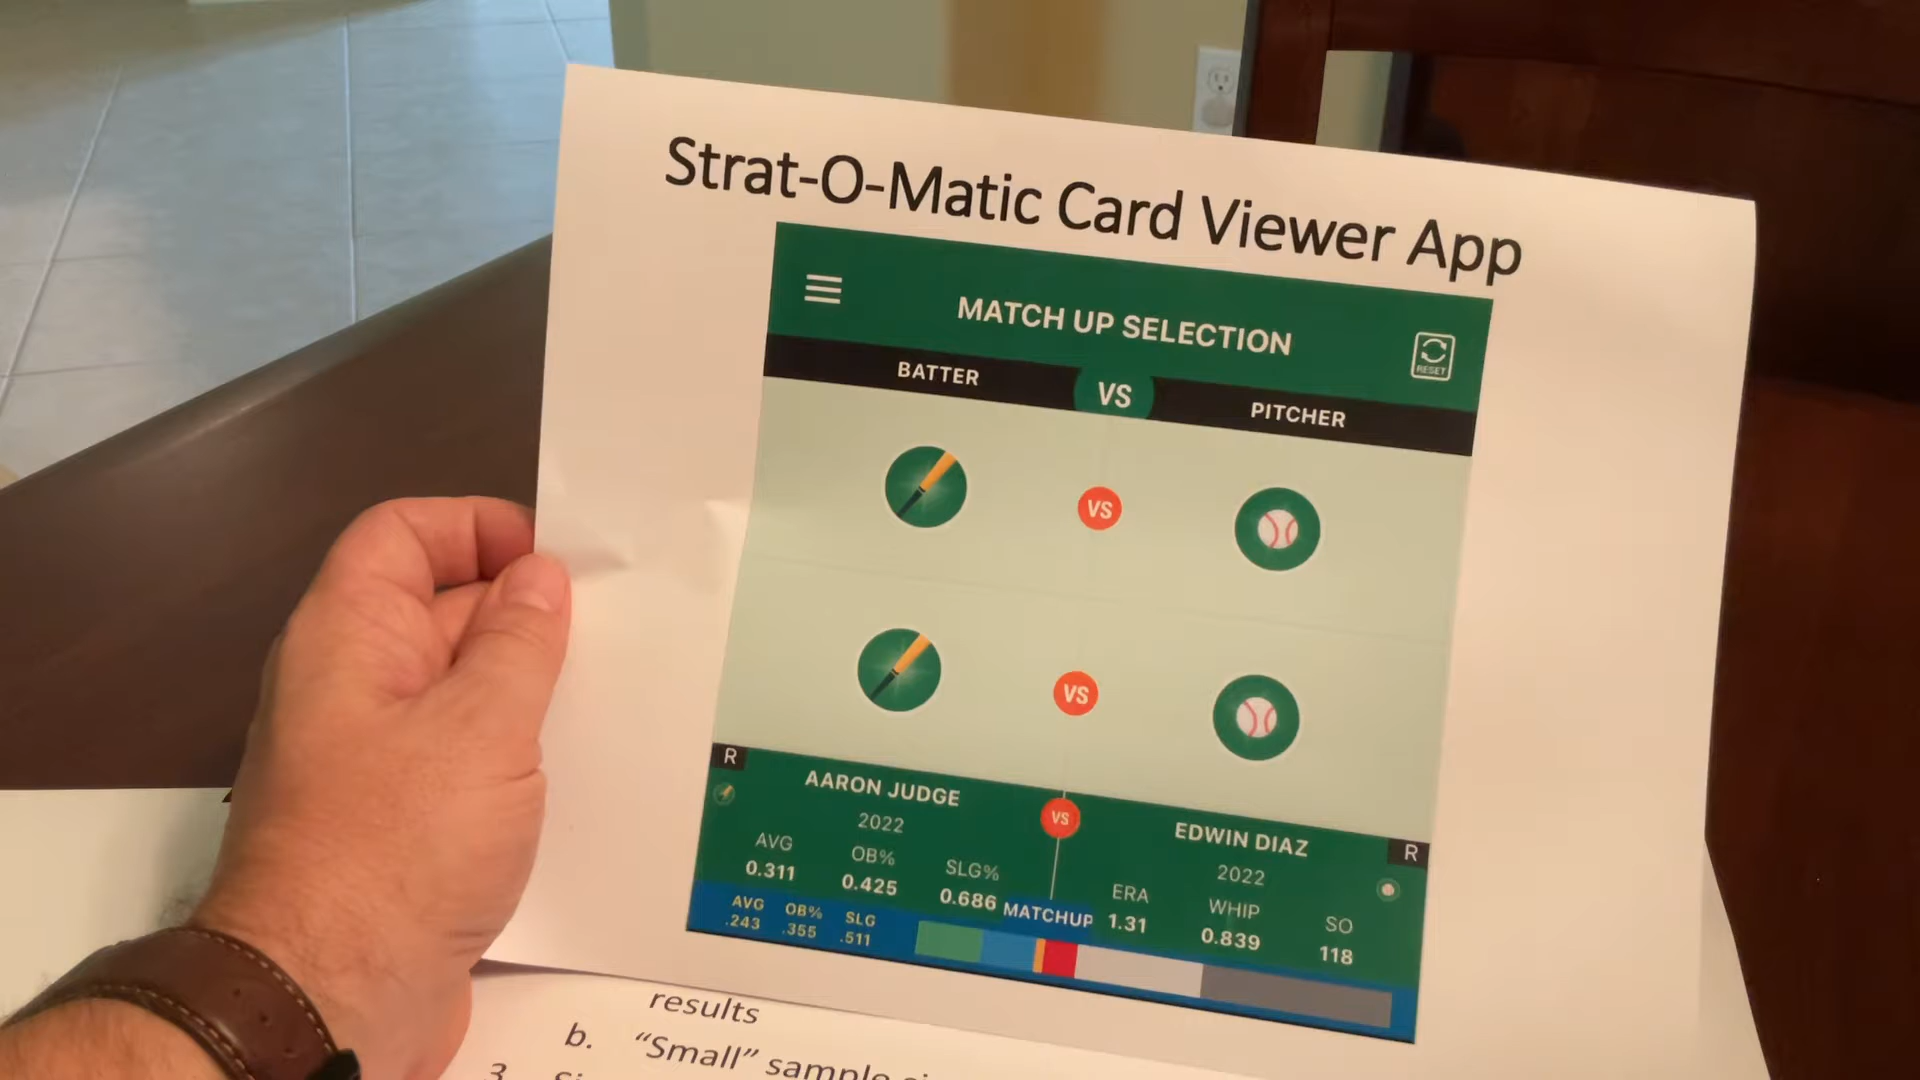 Strat-O-Matic Card Viewer App
MATCH UP SELECTION
RESET
BATTER
VS
PITCHER
VS
VS
R
AARON JUDGE
2022
AVG
0.311
OB%
0.425
SLG%
0.686
VS
EDWIN DIAZ
R
2022
ERA
1.31
WHIP
0.839
SO
118
AVG
.243
OB%
.355
SLG
.511
MATCHUP
results
b. "Small" sample
3